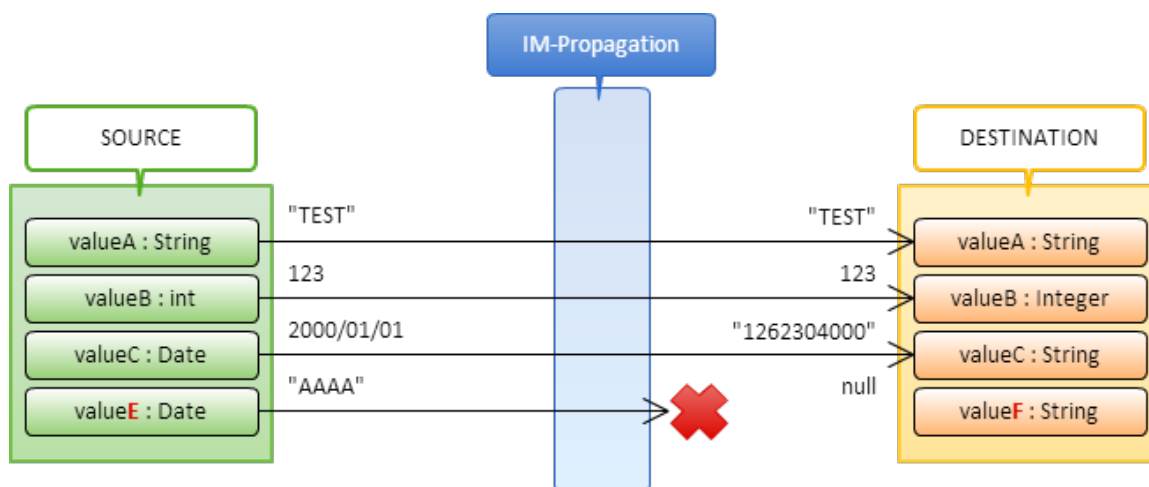 IM-Propagation
SOURCE
DESTINATION
"TEST"
"TEST"
valueA : String
valueA : String
123
123
valueB : int
valueB : Integer
2000/01/01
"1262304000"
valueC : Date
valueC : String
"AAAA"
null
valueE : Date
valueF : String